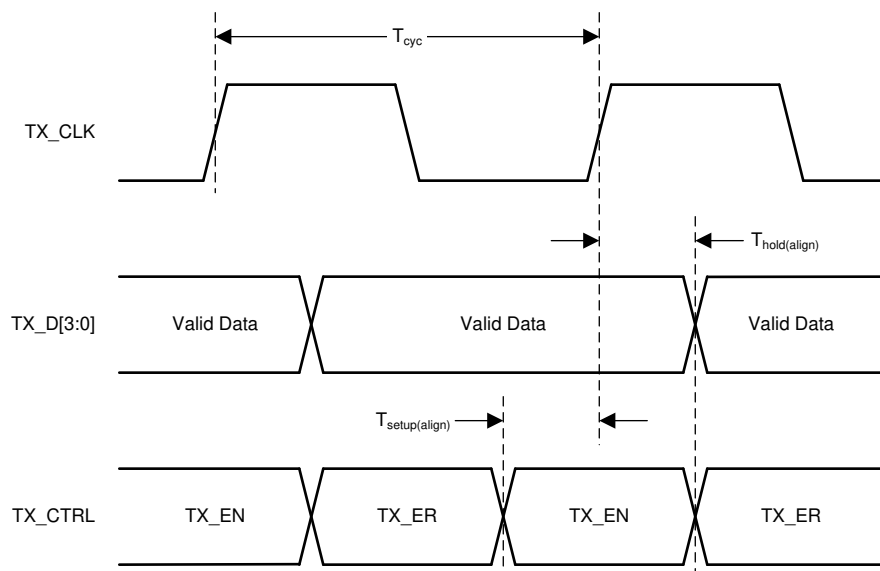 T_cyc
TX_CLK
T_hold(align)
TX_D[3:0] Valid Data Valid Data Valid Data
T_setup(align)
TX_CTRL TX_EN TX_ER TX_EN TX_ER